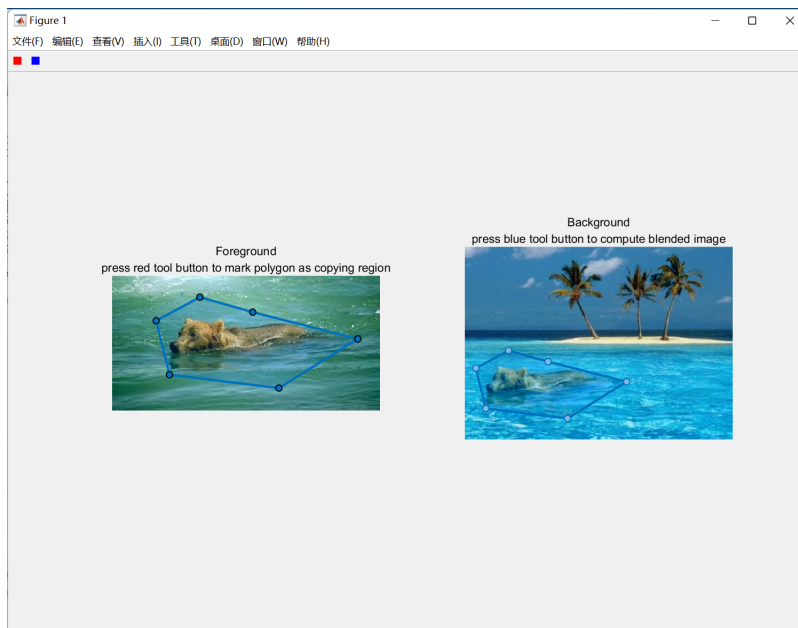 Figure 1
文件(F) 编辑(E) 查看(V) 插入(I) 工具(T) 桌面(D) 窗口(W) 帮助(H)
Foreground
press red tool button to mark polygon as copying region
Background
press blue tool button to compute blended image